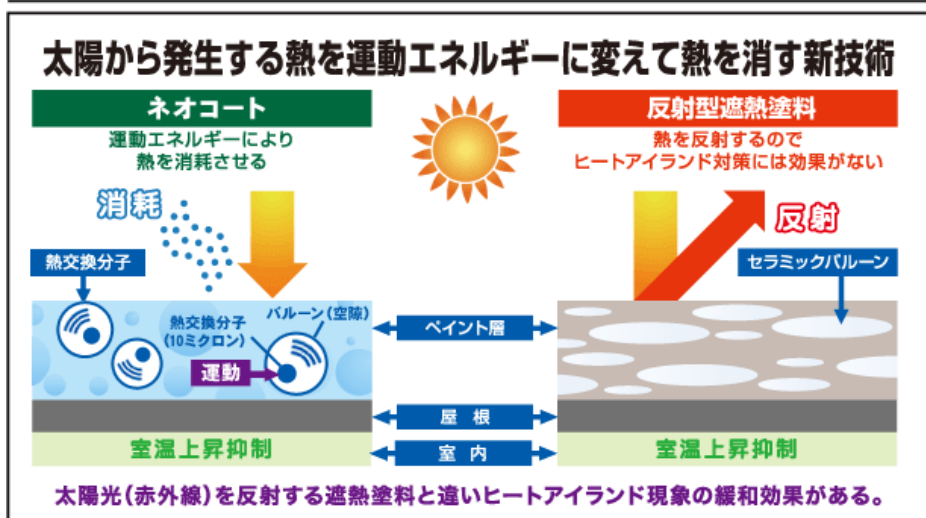 太陽から発生する熱を運動エネルギーに変えて熱を消す新技術
ネオコート
運動エネルギーにより
熱を消耗させる
消耗
熱交換分子
熱交換分子
(10ミクロン)
バルーン(空隙)
運動
反射型遮熱塗料
熱を反射するので
ヒートアイランド対策には効果がない
反射
セラミックバルーン
ペイント層
屋根
室内
室温上昇抑制
室温上昇抑制
太陽光(赤外線)を反射する遮熱塗料と違いヒートアイランド現象の緩和効果がある。